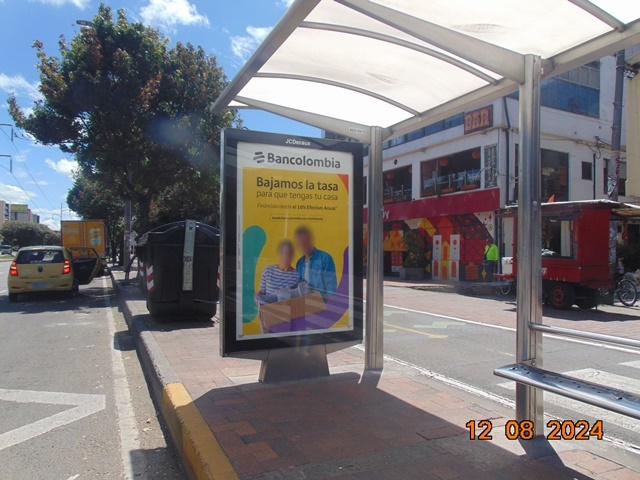 JCDecaux
Bancolombia
Bajamos la tasa
para que tengas tu casa
BAR
12 08 2024